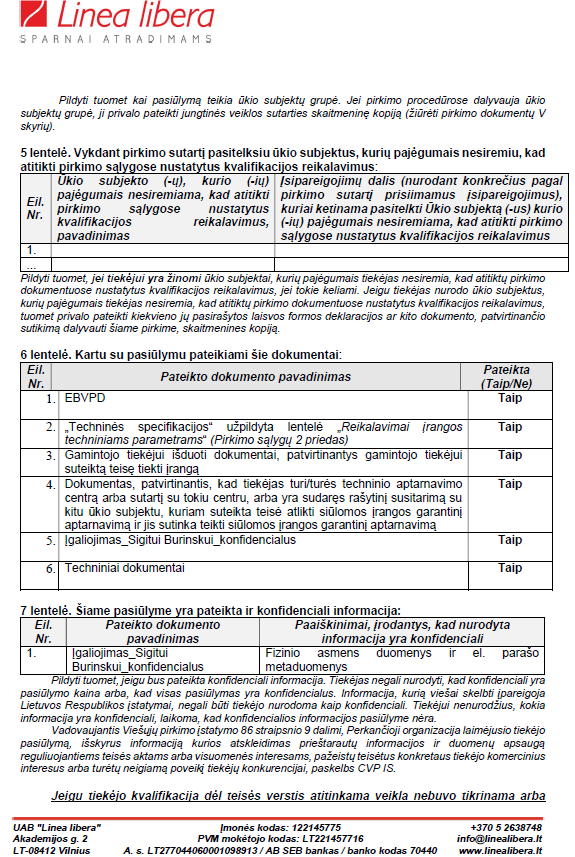 Linea libera
SPARNAI ATRADIMAMS
Pildyti tuomet kai pasiūlymą teikia ūkio subjektų grupė. Jei pirkimo procedūrose dalyvauja ūkio
subjektų grupė, ji privalo pateikti jungtinės veiklos sutarties skaitmeninę kopiją (žiūrėti pirkimo dokumentų V
skyrių).
5 lentelė. Vykdant pirkimo sutartį pasitelksiu ūkio subjektus, kurių pajėgumais nesiremiu, kad
atitikti pirkimo sąlygose nustatytus kvalifikacijos reikalavimus:
Eil.
Nr.
Ūkio subjekto (-ų), kurio (-ių)
pajėgumais nesiremiama, kad atitikti
pirkimo sąlygose nustatytus
kvalifikacijos reikalavimus,
pavadinimas
Įsipareigojimų dalis (nurodant konkrečius pagal
pirkimo sutartį prisiimamus įsipareigojimus),
kuriai ketinama pasitelkti Ūkio subjektą (-us) kurio
(-ių) pajėgumais nesiremiama, kad atitikti pirkimo
sąlygose nustatytus kvalifikacijos reikalavimus
1.
...
Pildyti tuomet, jei tiekėjui yra žinomi ūkio subjektai, kurių pajėgumais tiekėjas nesiremia, kad atitiktų pirkimo
dokumentuose nustatytus kvalifikacijos reikalavimus, jei tokie keliami. Jeigu tiekėjas nurodo ūkio subjektus,
kurių pajėgumais tiekėjas nesiremia, kad atitiktų pirkimo dokumentuose nustatytus kvalifikacijos reikalavimus,
tuomet privalo pateikti kiekvieno jų pasirašytos laisvos formos deklaracijos ar kito dokumento, patvirtinančio
sutikimą dalyvauti šiame pirkime, skaitmenines kopiją.
6 lentelė. Kartu su pasiūlymu pateikiami šie dokumentai:
Eil.
Nr.
Pateikto dokumento pavadinimas
Pateikta
(Taip/Ne)
1. EBVPD Taip
2. „Techninės specifikacijos“ užpildyta lentelė „Reikalavimai įrangos Taip
techniniams parametrams“ (Pirkimo sąlygų 2 priedas)
3. Gamintojo tiekėjui išduoti dokumentai, patvirtinantys gamintojo tiekėjui Taip
suteiktą teisę tiekti įrangą
4. Dokumentas, patvirtinantis, kad tiekėjas turi/turės techninio aptarnavimo Taip
centrą arba sutartį su tokiu centru, arba yra sudaręs rašytinį susitarimą su
kitu ūkio subjektu, kuriam suteikta teisė atlikti siūlomos įrangos garantinį
aptarnavimą ir jis sutinka teikti siūlomos įrangos garantinį aptarnavimą
5. Įgaliojimas_Sigitui Burinskui_konfidencialus Taip
6. Techniniai dokumentai Taip
7 lentelė. Šiame pasiūlyme yra pateikta ir konfidenciali informacija:
Eil.
Nr.
Pateikto dokumento
pavadinimas
Paaiškinimai, įrodantys, kad nurodyta
informacija yra konfidenciali
1. Įgaliojimas_Sigitui Fizinio asmens duomenys ir el. parašo
Burinskui_konfidencialus metaduomenys
Pildyti tuomet, jeigu bus pateikta konfidenciali informacija. Tiekėjas negali nurodyti, kad konfidenciali yra
pasiūlymo kaina arba, kad visas pasiūlymas yra konfidencialus. Informacija, kurią viešai skelbti įpareigoja
Lietuvos Respublikos įstatymai, negali būti tiekėjo nurodoma kaip konfidenciali. Tiekėjui nenurodžius, kokia
informacija yra konfidenciali, laikoma, kad konfidencialios informacijos pasiūlyme nėra.
Vadovaujantis Viešųjų pirkimo įstatymo 86 straipsnio 9 dalimi, Perkančioji organizacija laimėjusio tiekėjo
pasiūlymą, išskyrus informaciją kurios atskleidimas prieštarautų informacijos ir duomenų apsaugą
reguliuojantiems teisės aktams arba visuomenės interesams, pažeistų teisėtus konkretaus tiekėjo komercinius
interesus arba turėtų neigiamą poveikį tiekėjų konkurencijai, paskelbs CVP IS.
Jeigu tiekėjo kvalifikacija dėl teisės verstis atitinkama veikla nebuvo tikrinama arba
UAB "Linea libera" Įmonės kodas: 122145775 +370 5 2638748
Akademijos g. 2 PVM mokėtojo kodas: LT221457716 info@linealibera.lt
LT-08412 Vilnius A. s. LT277044060001098913 / AB SEB bankas / banko kodas 70440 www.linealibera.lt